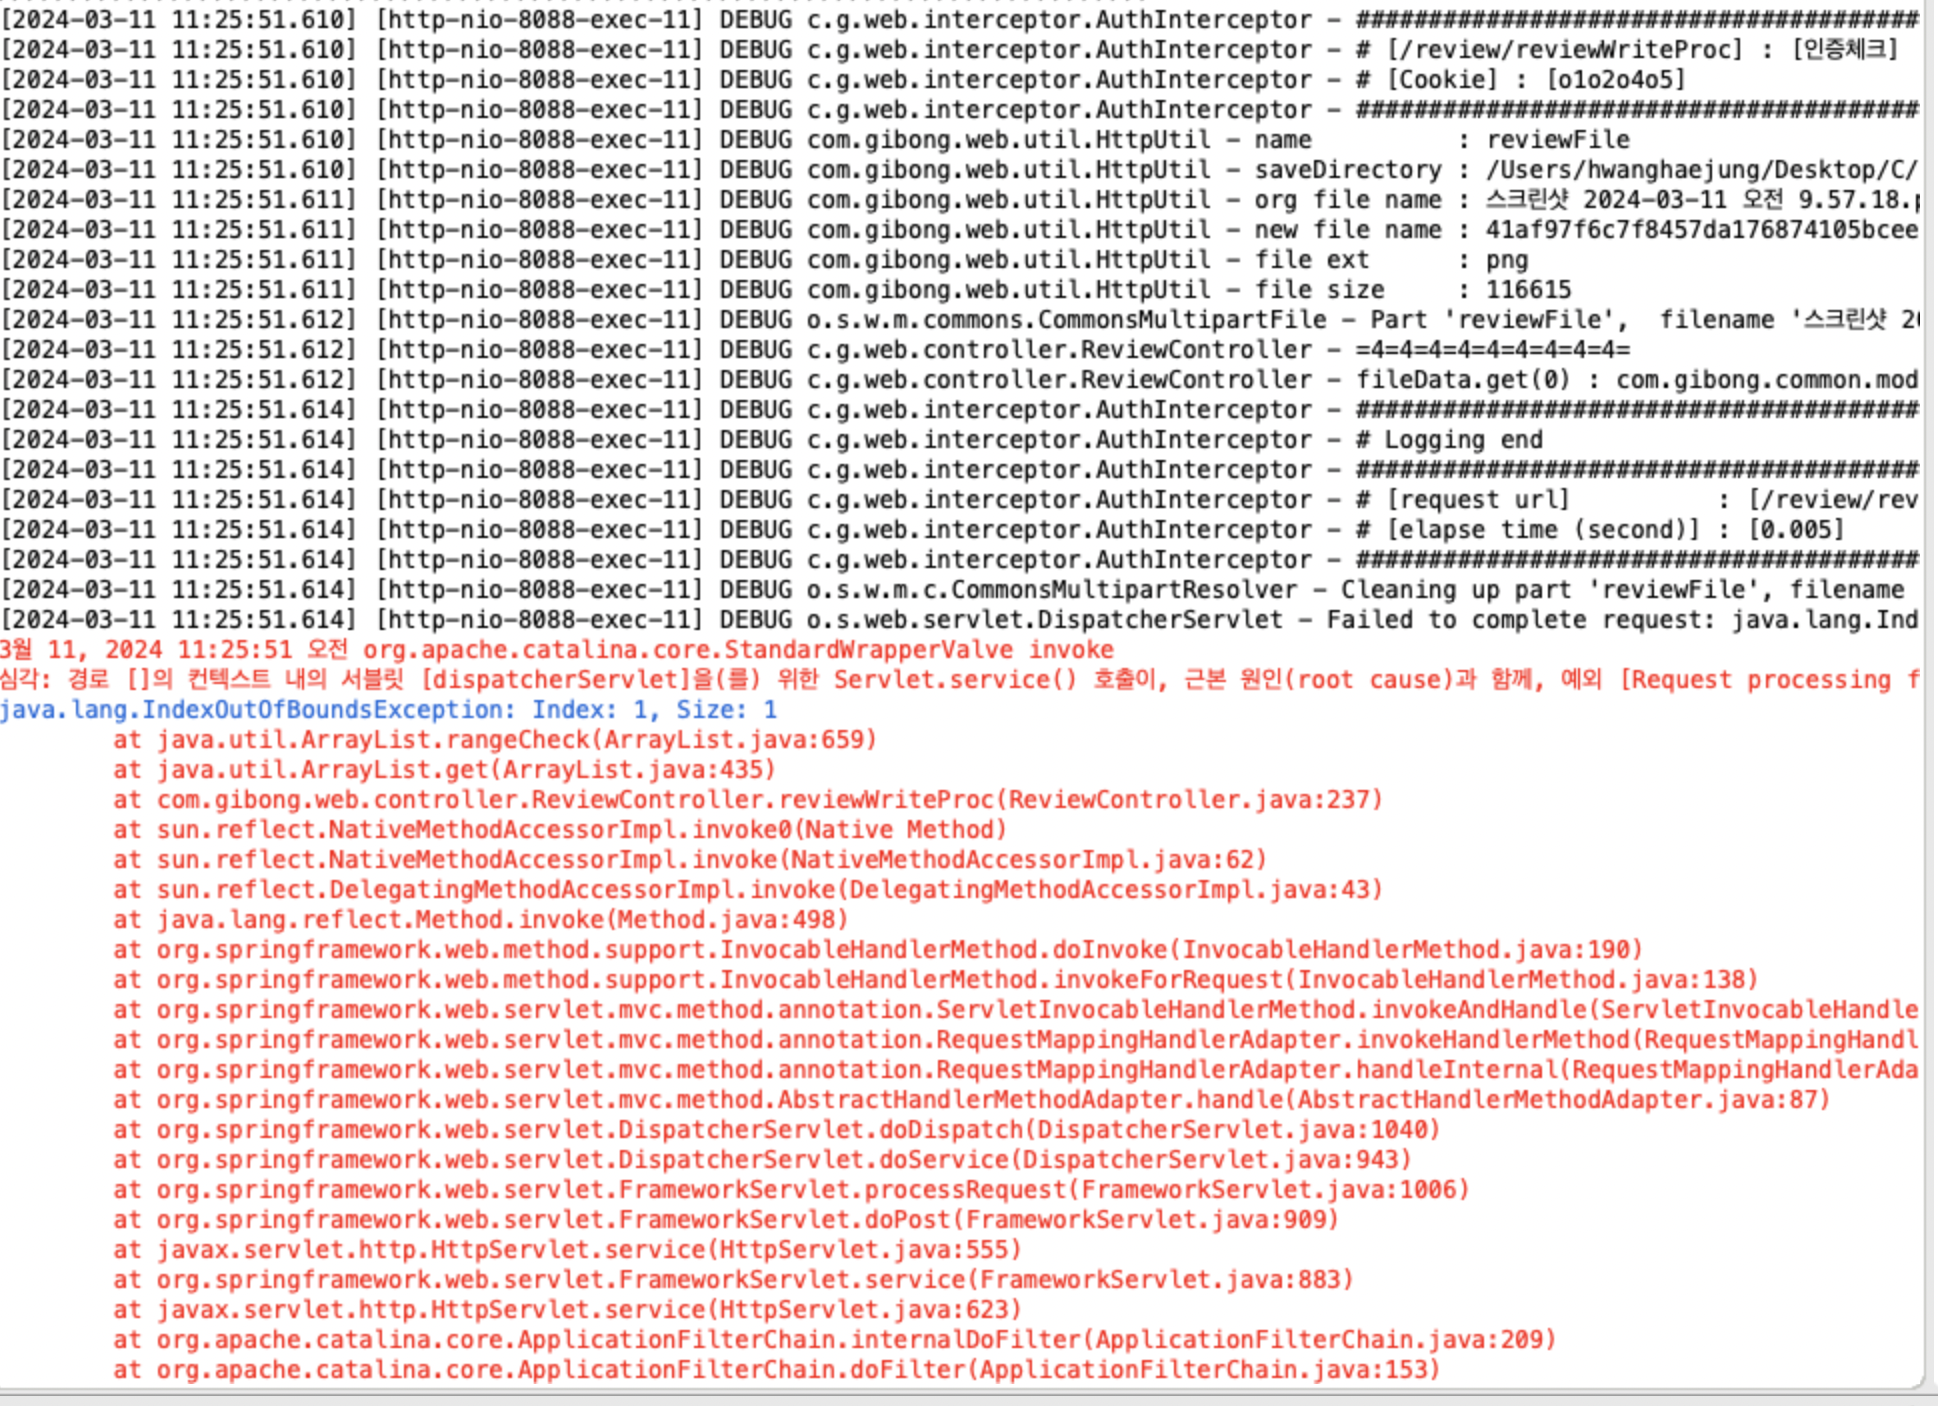 [2024-03-11 11:25:51.610] [http-nio-8088-exec-11] DEBUG c.g.web.interceptor.AuthInterceptor - #######################################
[2024-03-11 11:25:51.610] [http-nio-8088-exec-11] DEBUG c.g.web.interceptor.AuthInterceptor - # [/review/reviewWriteProc] : [인증체크]
[2024-03-11 11:25:51.610] [http-nio-8088-exec-11] DEBUG c.g.web.interceptor.AuthInterceptor - # [Cookie] : [o1o2o4o5]
[2024-03-11 11:25:51.610] [http-nio-8088-exec-11] DEBUG c.g.web.interceptor.AuthInterceptor - #######################################
[2024-03-11 11:25:51.610] [http-nio-8088-exec-11] DEBUG com.gibong.web.util.HttpUtil - name          : reviewFile
[2024-03-11 11:25:51.610] [http-nio-8088-exec-11] DEBUG com.gibong.web.util.HttpUtil - saveDirectory : /Users/hwanghaejung/Desktop/C/
[2024-03-11 11:25:51.611] [http-nio-8088-exec-11] DEBUG com.gibong.web.util.HttpUtil - org file name : 스크린샷 2024-03-11 오전 9.57.18.p
[2024-03-11 11:25:51.611] [http-nio-8088-exec-11] DEBUG com.gibong.web.util.HttpUtil - new file name : 41af97f6c7f8457da176874105bcee
[2024-03-11 11:25:51.611] [http-nio-8088-exec-11] DEBUG com.gibong.web.util.HttpUtil - file ext      : png
[2024-03-11 11:25:51.611] [http-nio-8088-exec-11] DEBUG com.gibong.web.util.HttpUtil - file size     : 116615
[2024-03-11 11:25:51.612] [http-nio-8088-exec-11] DEBUG o.s.w.m.commons.CommonsMultipartFile - Part 'reviewFile',  filename '스크린샷 20
[2024-03-11 11:25:51.612] [http-nio-8088-exec-11] DEBUG c.g.web.controller.ReviewController - =4=4=4=4=4=4=4=4=4=
[2024-03-11 11:25:51.612] [http-nio-8088-exec-11] DEBUG c.g.web.controller.ReviewController - fileData.get(0) : com.gibong.common.mod
[2024-03-11 11:25:51.614] [http-nio-8088-exec-11] DEBUG c.g.web.interceptor.AuthInterceptor - #######################################
[2024-03-11 11:25:51.614] [http-nio-8088-exec-11] DEBUG c.g.web.interceptor.AuthInterceptor - # Logging end
[2024-03-11 11:25:51.614] [http-nio-8088-exec-11] DEBUG c.g.web.interceptor.AuthInterceptor - #######################################
[2024-03-11 11:25:51.614] [http-nio-8088-exec-11] DEBUG c.g.web.interceptor.AuthInterceptor - # [request url]          : [/review/rev
[2024-03-11 11:25:51.614] [http-nio-8088-exec-11] DEBUG c.g.web.interceptor.AuthInterceptor - # [elapse time (second)] : [0.005]
[2024-03-11 11:25:51.614] [http-nio-8088-exec-11] DEBUG c.g.web.interceptor.AuthInterceptor - #######################################
[2024-03-11 11:25:51.614] [http-nio-8088-exec-11] DEBUG o.s.w.m.c.CommonsMultipartResolver - Cleaning up part 'reviewFile', filename
[2024-03-11 11:25:51.614] [http-nio-8088-exec-11] DEBUG o.s.web.servlet.DispatcherServlet - Failed to complete request: java.lang.Ind
3월 11, 2024 11:25:51 오전 org.apache.catalina.core.StandardWrapperValve invoke
심각: 경로 []의 컨텍스트 내의 서블릿 [dispatcherServlet]을(를) 위한 Servlet.service() 호출이, 근본 원인(root cause)과 함께, 예외 [Request processing f
java.lang.IndexOutOfBoundsException: Index: 1, Size: 1
at java.util.ArrayList.rangeCheck(ArrayList.java:659)
at java.util.ArrayList.get(ArrayList.java:435)
at com.gibong.web.controller.ReviewController.reviewWriteProc(ReviewController.java:237)
at sun.reflect.NativeMethodAccessorImpl.invoke0(Native Method)
at sun.reflect.NativeMethodAccessorImpl.invoke(NativeMethodAccessorImpl.java:62)
at sun.reflect.DelegatingMethodAccessorImpl.invoke(DelegatingMethodAccessorImpl.java:43)
at java.lang.reflect.Method.invoke(Method.java:498)
at org.springframework.web.method.support.InvocableHandlerMethod.doInvoke(InvocableHandlerMethod.java:190)
at org.springframework.web.method.support.InvocableHandlerMethod.invokeForRequest(InvocableHandlerMethod.java:138)
at org.springframework.web.servlet.mvc.method.annotation.ServletInvocableHandlerMethod.invokeAndHandle(ServletInvocableHandle
at org.springframework.web.servlet.mvc.method.annotation.RequestMappingHandlerAdapter.invokeHandlerMethod(RequestMappingHandl
at org.springframework.web.servlet.mvc.method.annotation.RequestMappingHandlerAdapter.handleInternal(RequestMappingHandlerAda
at org.springframework.web.servlet.mvc.method.AbstractHandlerMethodAdapter.handle(AbstractHandlerMethodAdapter.java:87)
at org.springframework.web.servlet.DispatcherServlet.doDispatch(DispatcherServlet.java:1040)
at org.springframework.web.servlet.DispatcherServlet.doService(DispatcherServlet.java:943)
at org.springframework.web.servlet.FrameworkServlet.processRequest(FrameworkServlet.java:1006)
at org.springframework.web.servlet.FrameworkServlet.doPost(FrameworkServlet.java:909)
at javax.servlet.http.HttpServlet.service(HttpServlet.java:555)
at org.springframework.web.servlet.FrameworkServlet.service(FrameworkServlet.java:883)
at javax.servlet.http.HttpServlet.service(HttpServlet.java:623)
at org.apache.catalina.core.ApplicationFilterChain.internalDoFilter(ApplicationFilterChain.java:209)
at org.apache.catalina.core.ApplicationFilterChain.doFilter(ApplicationFilterChain.java:153)